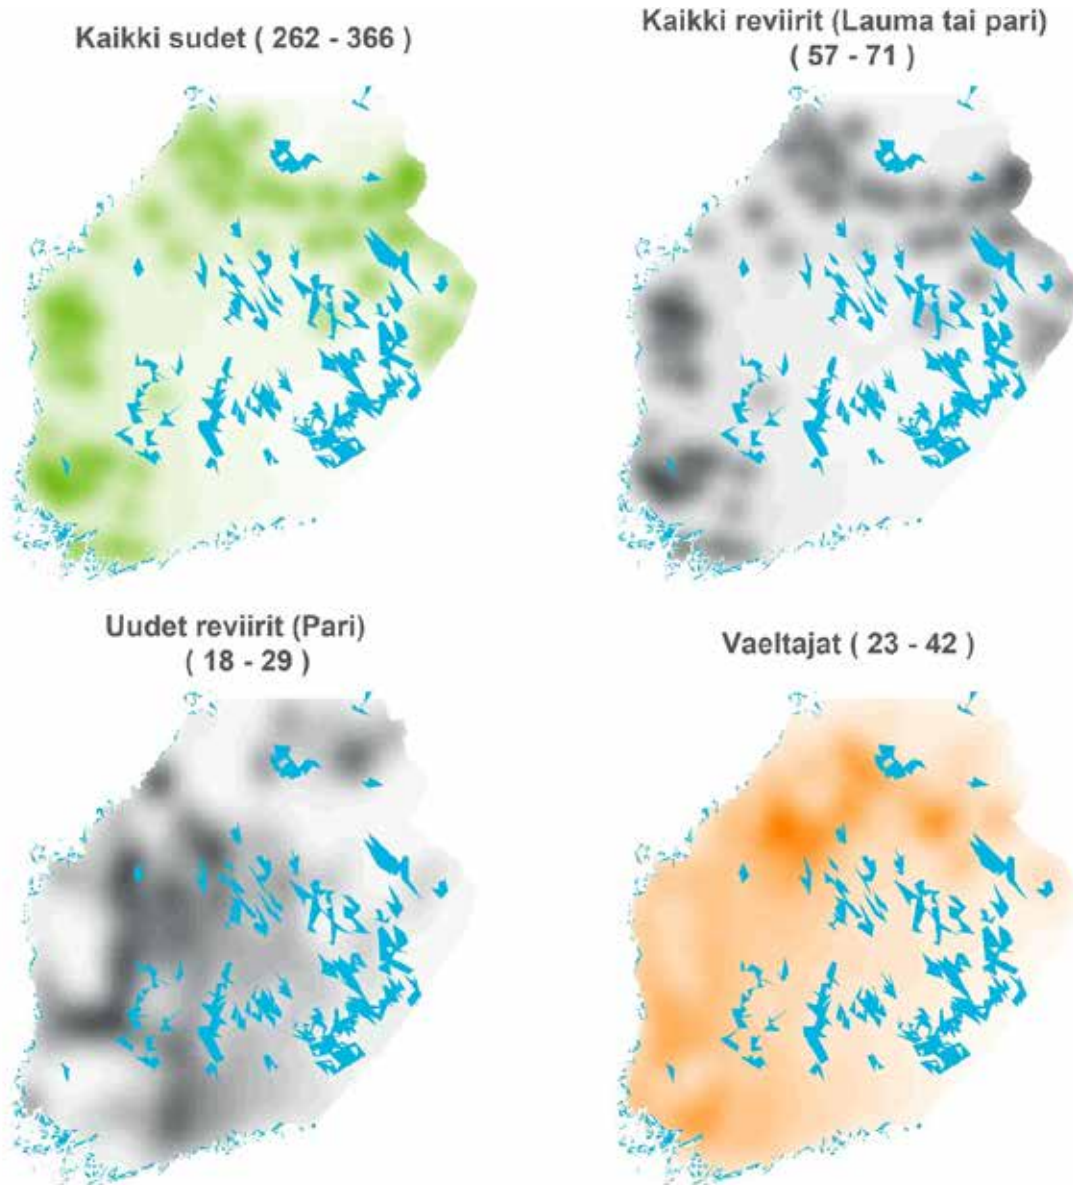 Kaikki sudet ( 262 - 366 )
Kaikki reviirit (Lauma tai pari)
( 57 - 71 )
Uudet reviirit (Pari)
( 18 - 29 )
Vaeltajat ( 23 - 42 )